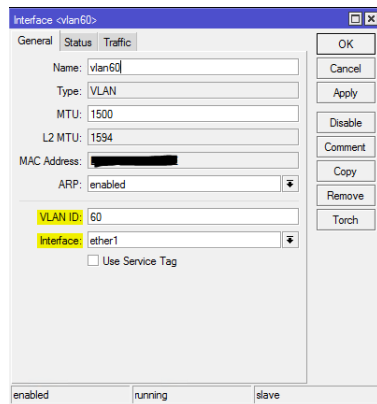 Interface <vlan60>
General Status Traffic
OK
Name: vlan60
Cancel
Type: VLAN
Apply
MTU: 1500
Disable
L2 MTU: 1594
Comment
MAC Address:
Copy
ARP: enabled
Remove
VLAN ID: 60
Torch
Interface: ether1
Use Service Tag
enabled running slave